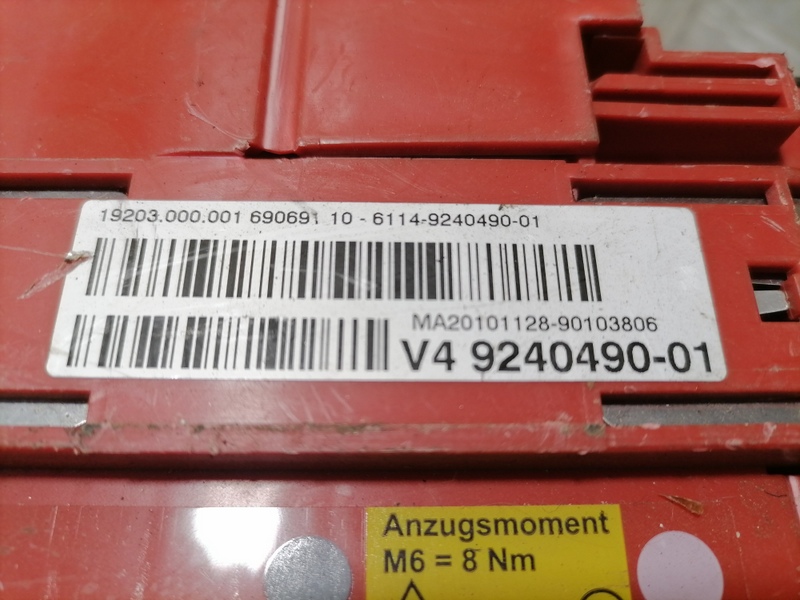 19203.000.001 690691 10 - 6114-9240490-01
MA20101128-90103806
V4 9240490-01
Anzugsmoment
M6 = 8 Nm